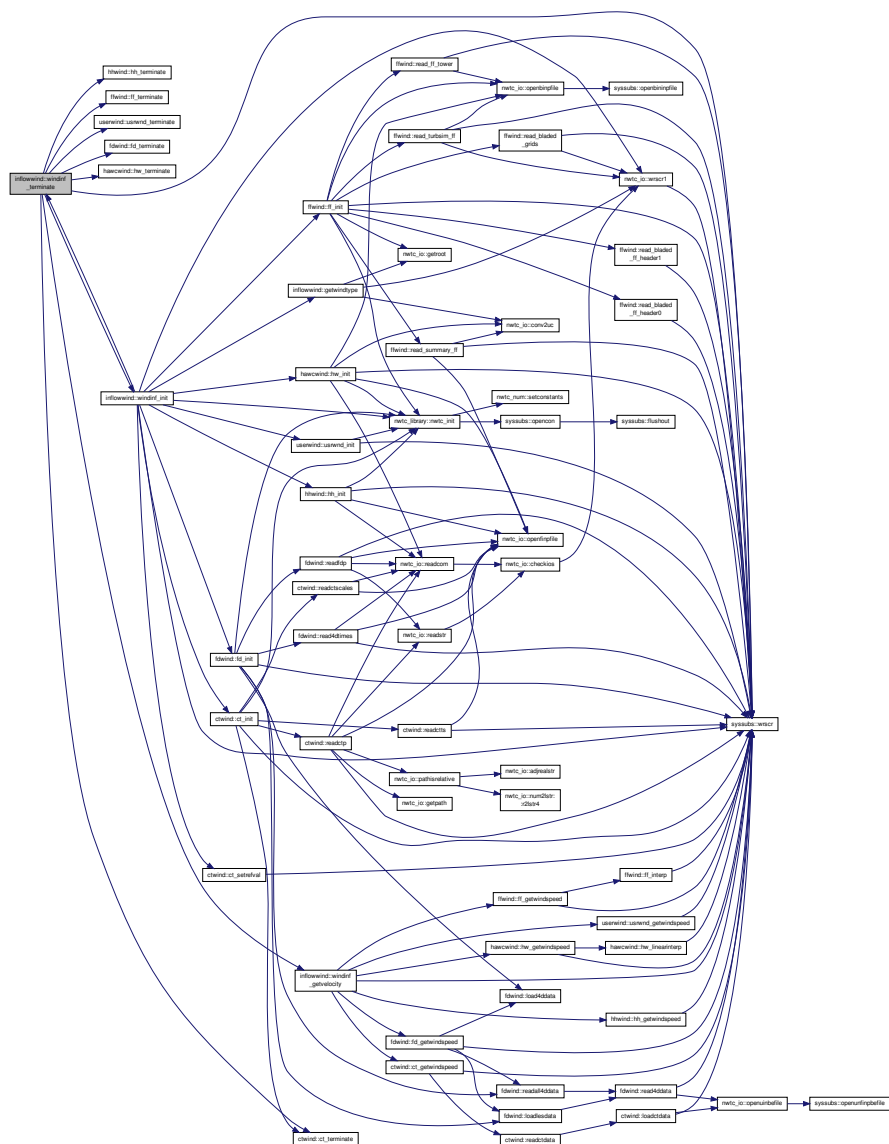 hhwind::hh_terminate
ffwind::ff_terminate
userwind::usrwnd_terminate
fdwind::fd_terminate
hawcwind::hw_terminate
inflowwind::windinf
_terminate
inflowwind::windinf_init
ffwind::ff_init
inflowwind::getwindtype
hawcwind::hw_init
userwind::usrwnd_init
hhwind::hh_init
fdwind::readfdp
ctwind::readctscales
fdwind::read4dtimes
fdwind::fd_init
ctwind::ct_init
ctwind::readctp
ctwind::ct_setrefval
inflowwind::windinf
_getvelocity
ctwind::ct_terminate
ffwind::read_ff_tower
ffwind::read_turbsim_ff
nwtc_io::getroot
ffwind::read_summary_ff
nwtc_library::nwtc_init
nwtc_io::readcom
nwtc_io::readstr
ctwind::readctts
nwtc_io::pathisrelative
nwtc_io::getpath
fdwind::fd_getwindspeed
ctwind::ct_getwindspeed
nwtc_io::openbinpfile
ffwind::read_bladed
_grids
nwtc_io::conv2uc
nwtc_num::setconstants
syssubs::opencon
nwtc_io::openfinpfile
nwtc_io::checkios
nwtc_io::adjrealstr
nwtc_io::num2lstr:
:r2lstr4
ffwind::ff_getwindspeed
hawcwind::hw_getwindspeed
fdwind::load4ddata
fdwind::readall4ddata
fdwind::loadlesdata
ctwind::readctdata
syssubs::openbininpfile
nwtc_io::wrscr1
ffwind::read_bladed
_ff_header1
ffwind::read_bladed
_ff_header0
syssubs::flushout
ffwind::ff_interp
userwind::usrwnd_getwindspeed
hawcwind::hw_linearinterp
hhwind::hh_getwindspeed
fdwind::read4ddata
ctwind::loadctdata
syssubs::wrscr
nwtc_io::openuinbefile
syssubs::openunfinpbefile